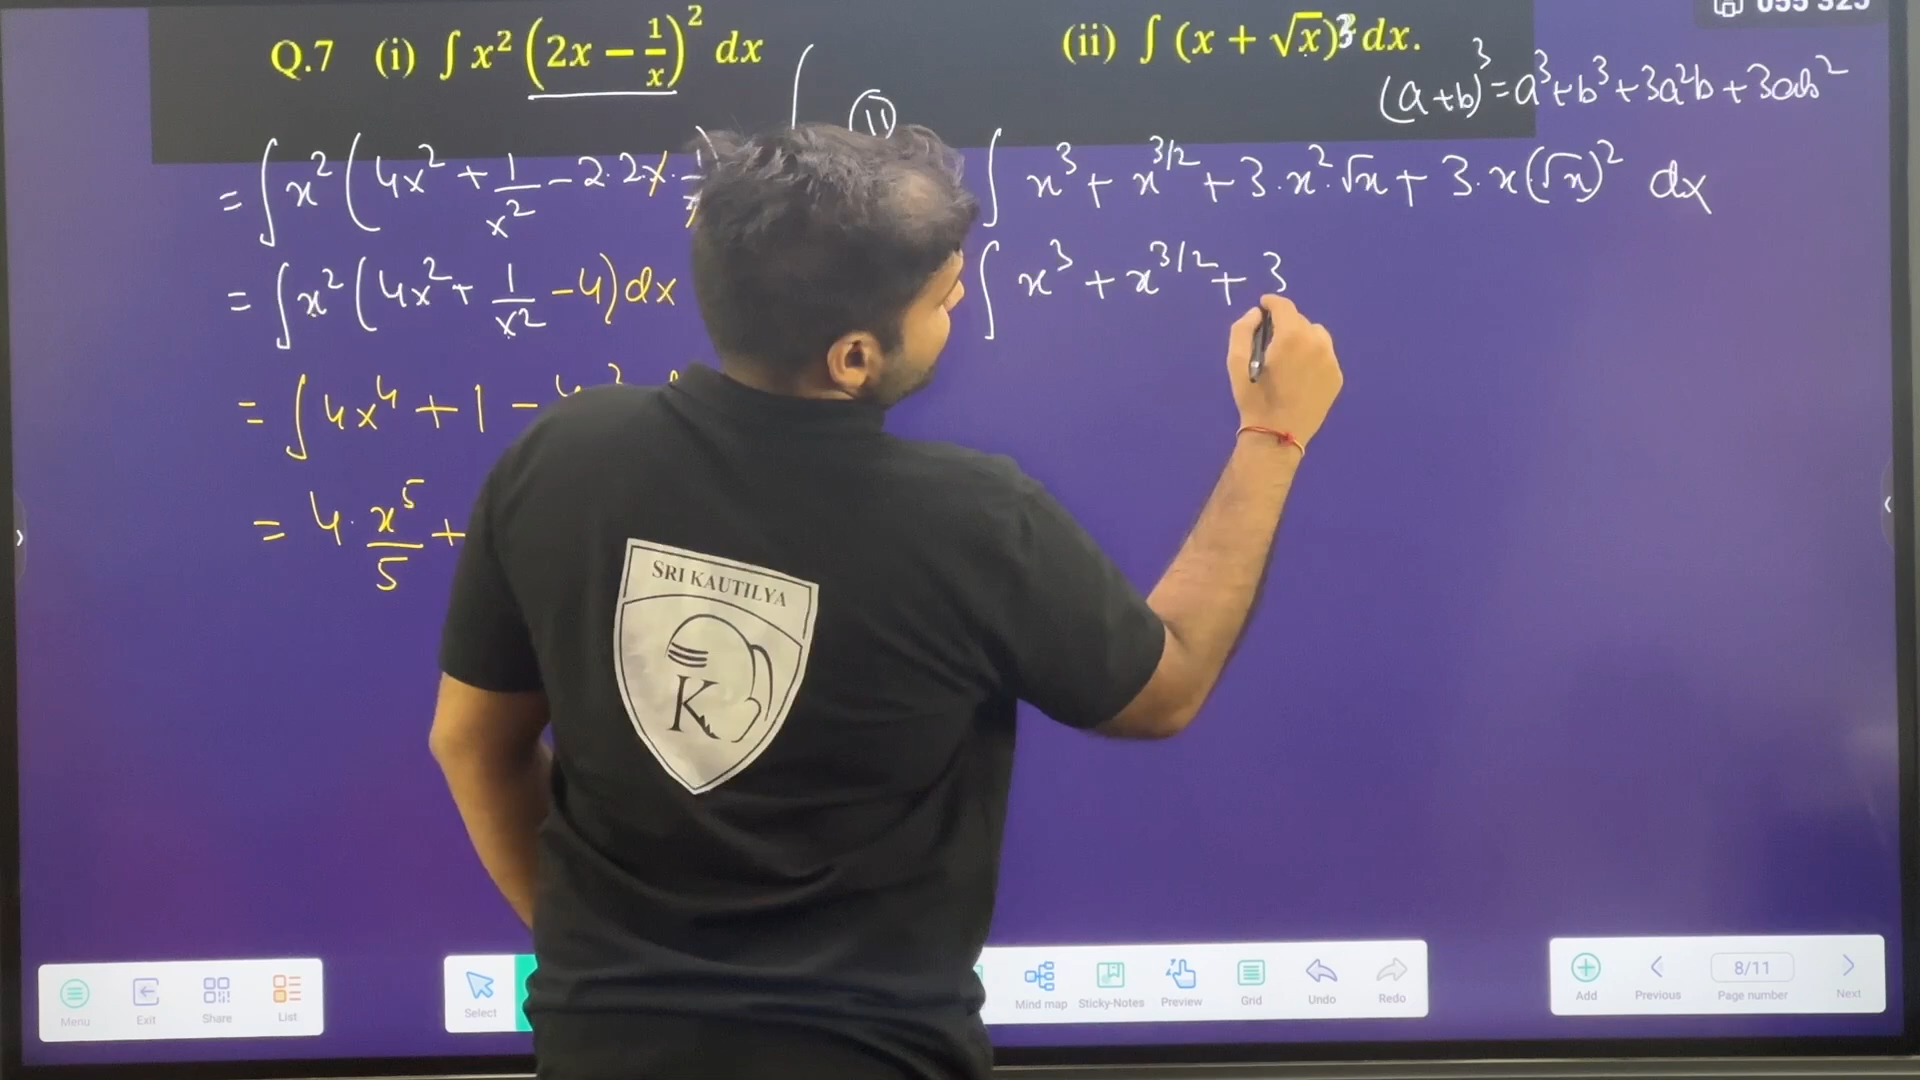 Q.7 (i) ∫ x² (2x − 1/x)² dx
(ii) ∫ (x + √x)³ dx.
(a+b)³ = a³ + b³ + 3a²b + 3ab²
(11)
= ∫ x² (4x² + 1/x² − 2·2x·
= ∫ x² (4x² + 1/x² − 4) dx
= ∫ 4x⁴ + 1 −
= 4· x⁵/5 +
∫ x³ + x^3/2 + 3·x²·√x + 3·x(√x)² dx
∫ x³ + x^3/2 + 3
SRI KAUTILYA
K
Menu Exit Share List
Select
Mind map Sticky-Notes Preview Grid Undo Redo
Add Previous 8/11 Page number Next